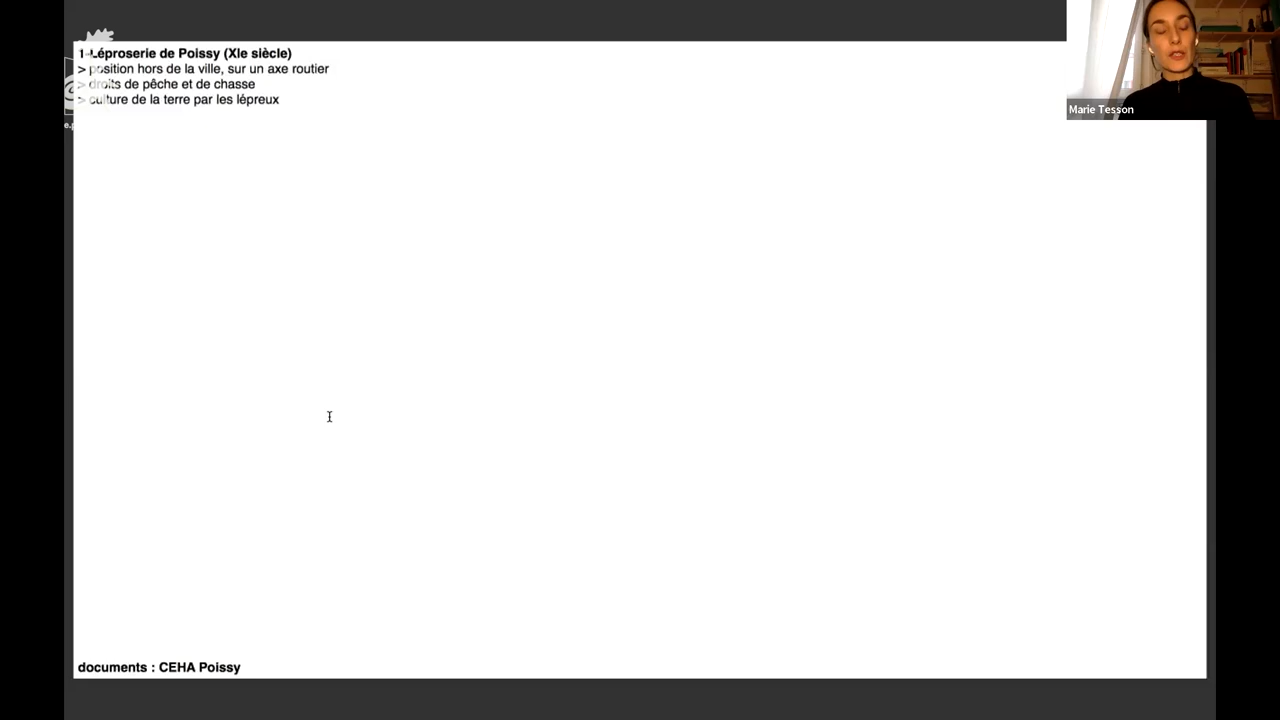 1-Léproserie de Poissy (XIe siècle)
> position hors de la ville, sur un axe routier
> droits de pêche et de chasse
> culture de la terre par les lépreux
Marie Tesson
documents : CEHA Poissy